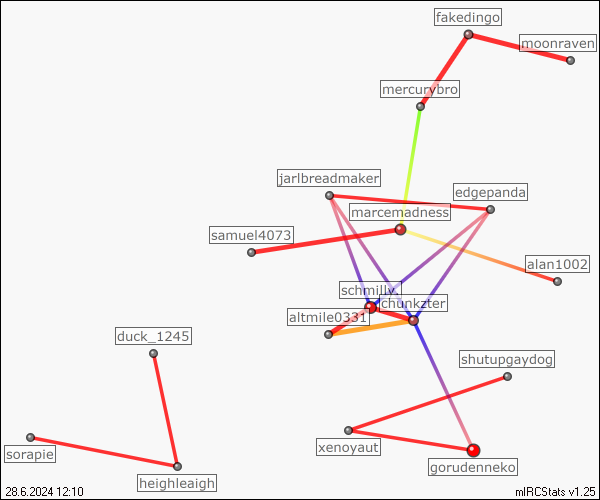 fakedingo
moonraven
mercurybro
jarlbreadmaker
edgepanda
marcemadness
samuel4073
alan1002
schmilly
chunkzter
altmile0331
duck_1245
shutupgaydog
xenoyaut
sorapie
gorudenneko
heighleaigh
28.6.2024 12:10
mIRCStats v1.25